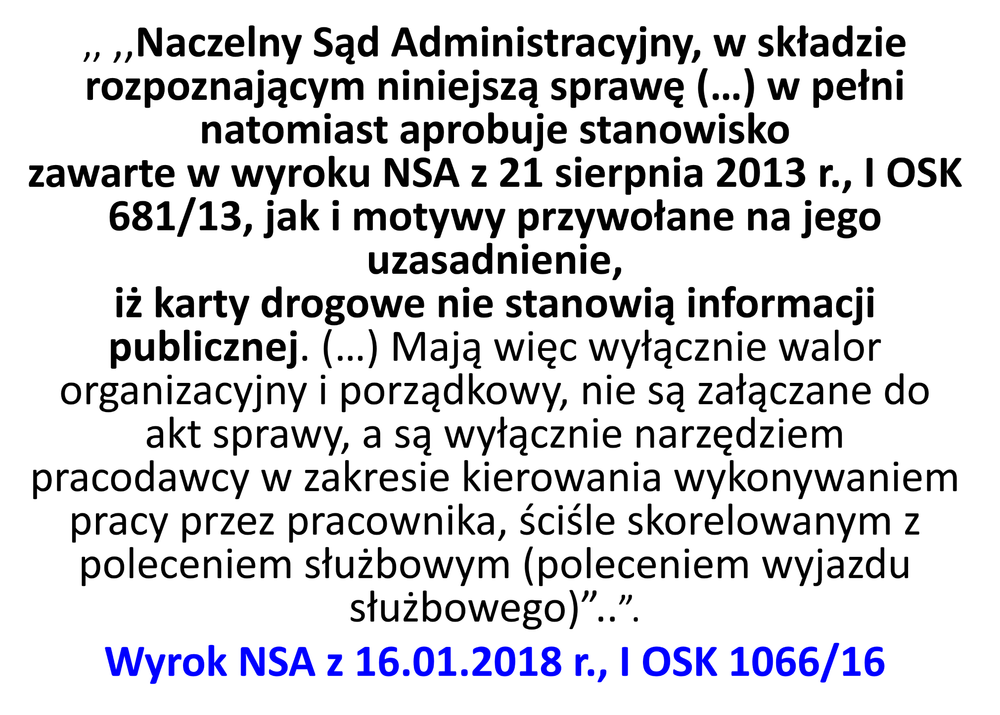 ,, ,,Naczelny Sąd Administracyjny, w składzie
rozpoznającym niniejszą sprawę (…) w pełni
natomiast aprobuje stanowisko
zawarte w wyroku NSA z 21 sierpnia 2013 r., I OSK
681/13, jak i motywy przywołane na jego
uzasadnienie,
iż karty drogowe nie stanowią informacji
publicznej. (…) Mają więc wyłącznie walor
organizacyjny i porządkowy, nie są załączane do
akt sprawy, a są wyłącznie narzędziem
pracodawcy w zakresie kierowania wykonywaniem
pracy przez pracownika, ściśle skorelowanym z
poleceniem służbowym (poleceniem wyjazdu
służbowego)”..”.
Wyrok NSA z 16.01.2018 r., I OSK 1066/16